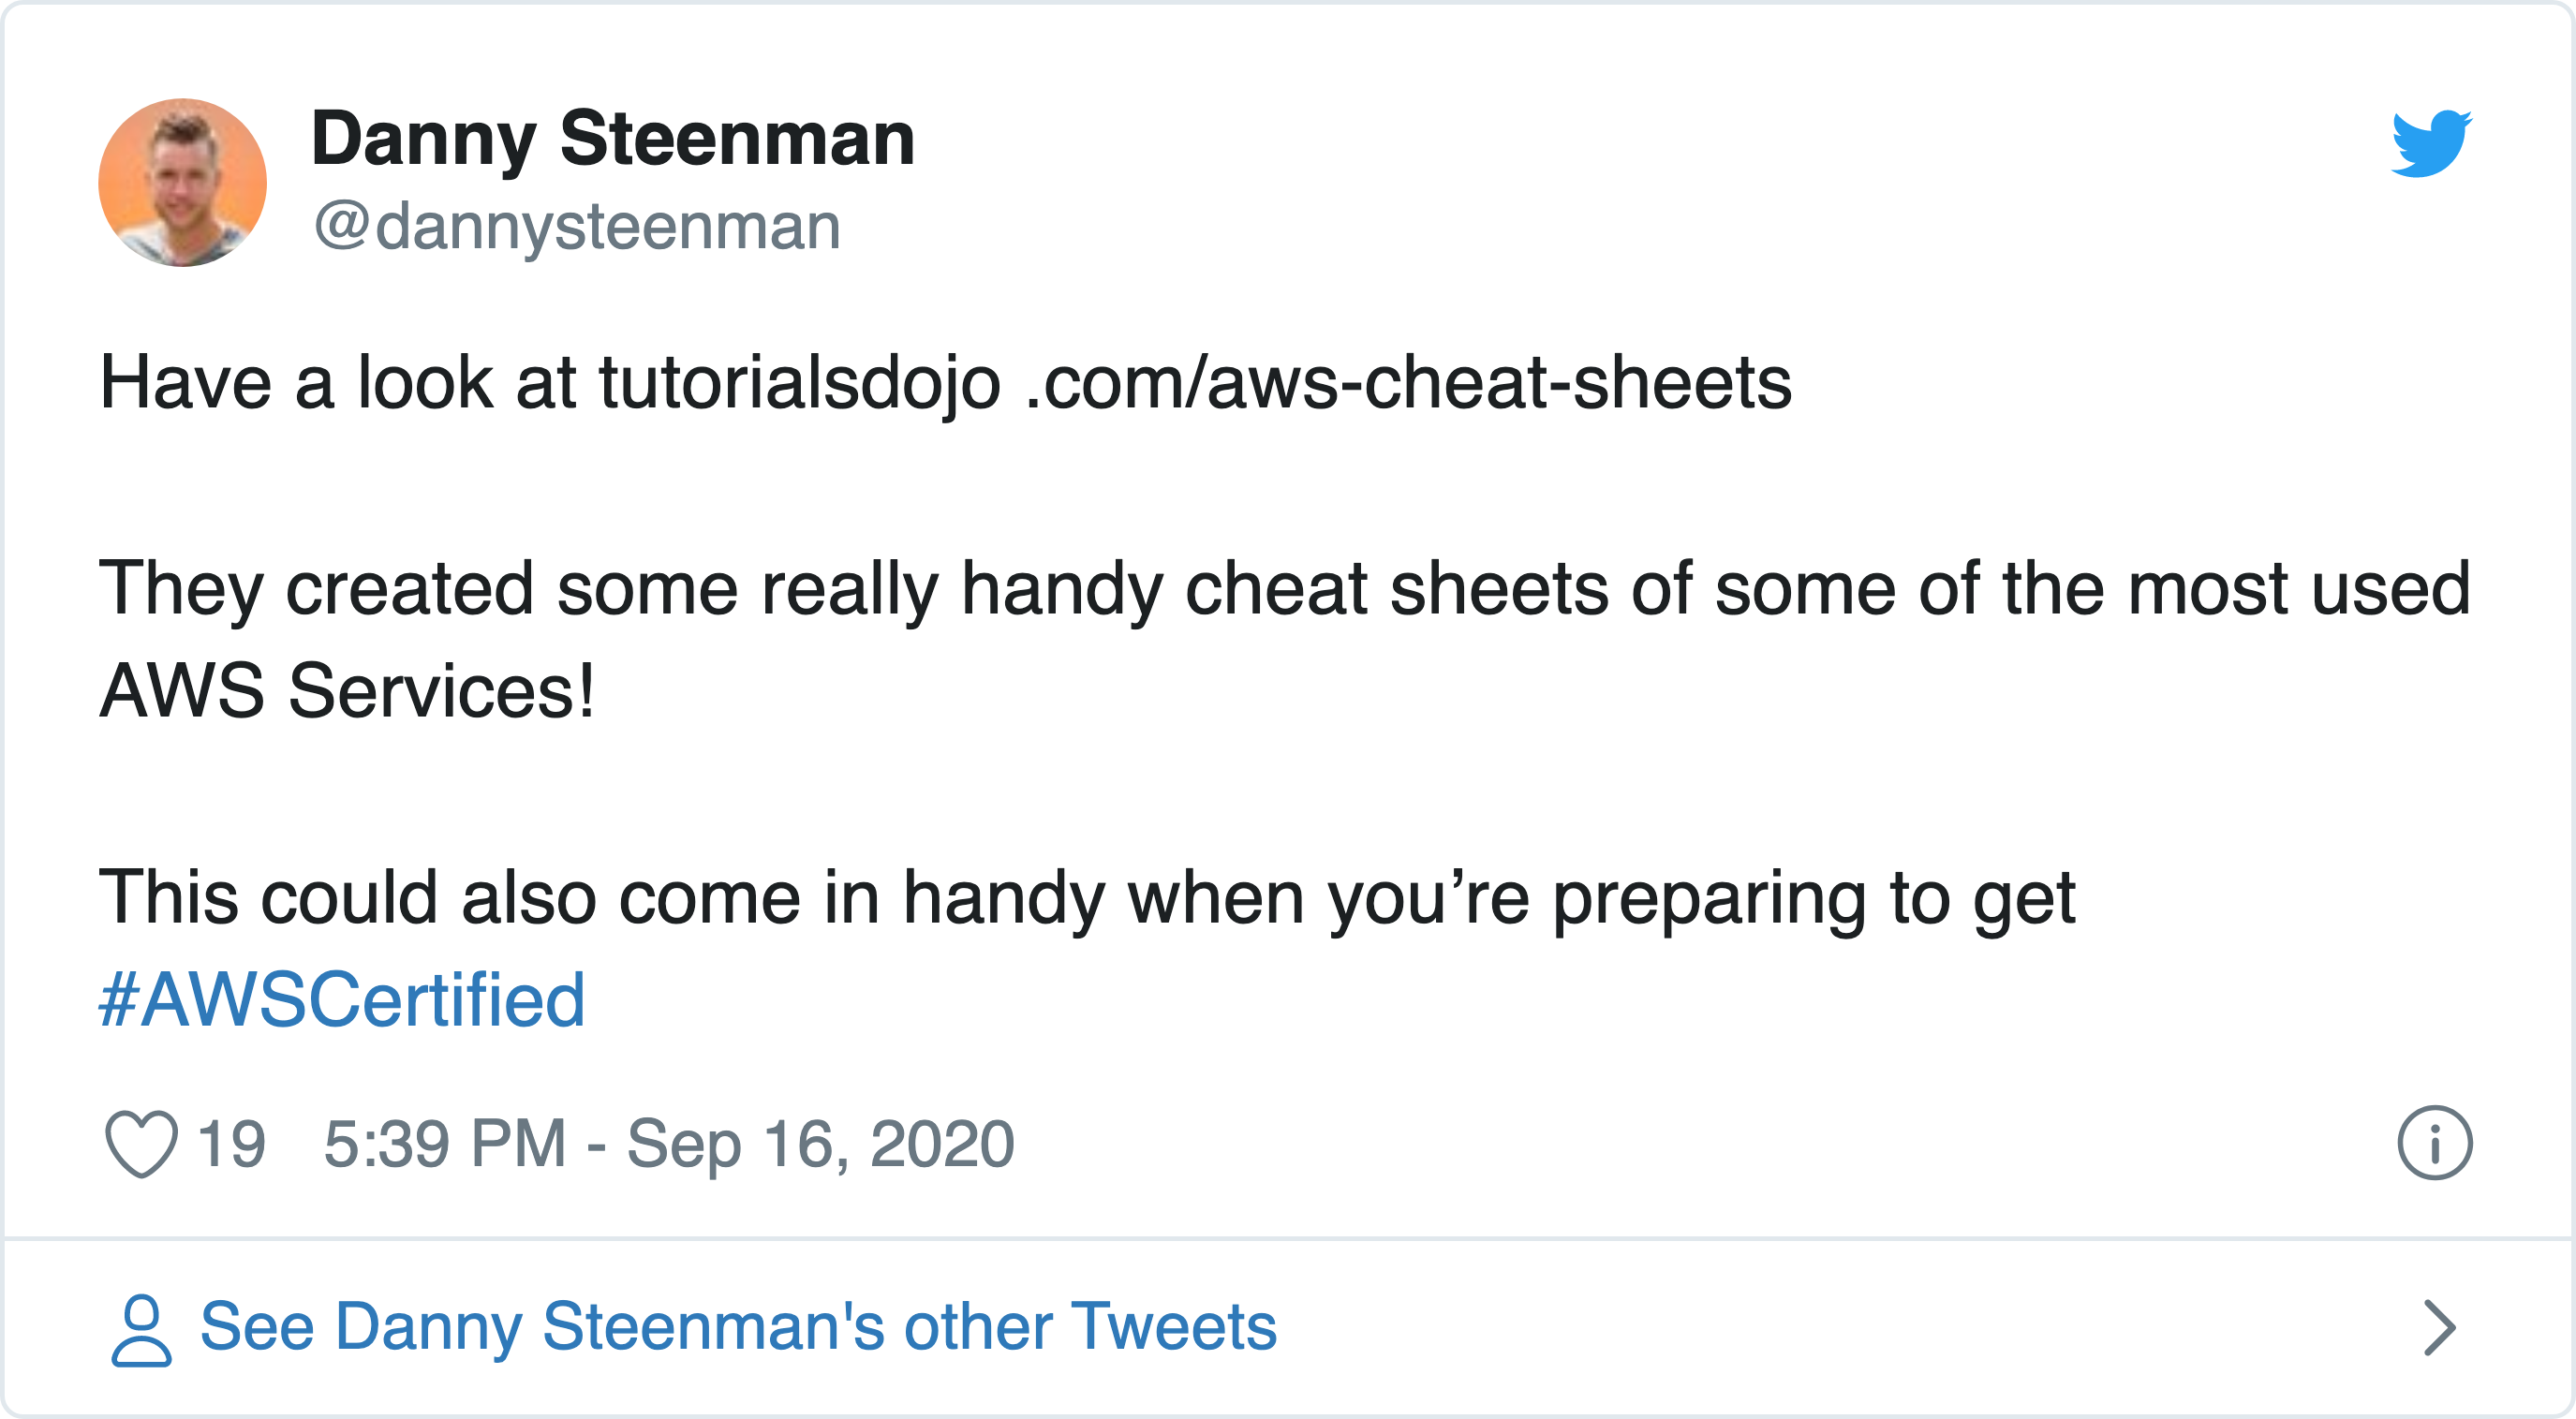 Danny Steenman
@dannysteenman
Have a look at tutorialsdojo .com/aws-cheat-sheets
They created some really handy cheat sheets of some of the most used
AWS Services!
This could also come in handy when you’re preparing to get
#AWSCertified
19 5:39 PM - Sep 16, 2020
See Danny Steenman's other Tweets